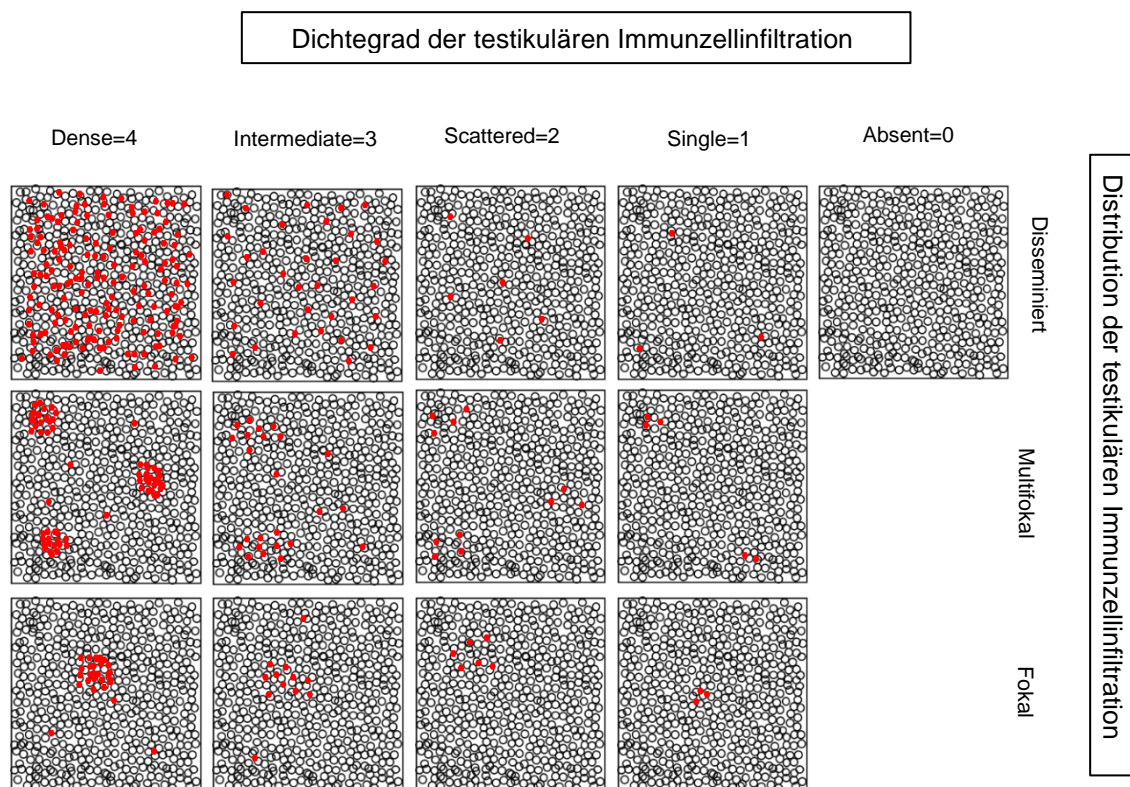 Dichtegrad der testikulären Immunzellinfiltration
Dense=4
Intermediate=3
Scattered=2
Single=1
Absent=0
Disseminiert
Multifokal
Fokal
Distribution der testikulären Immunzellinfiltration